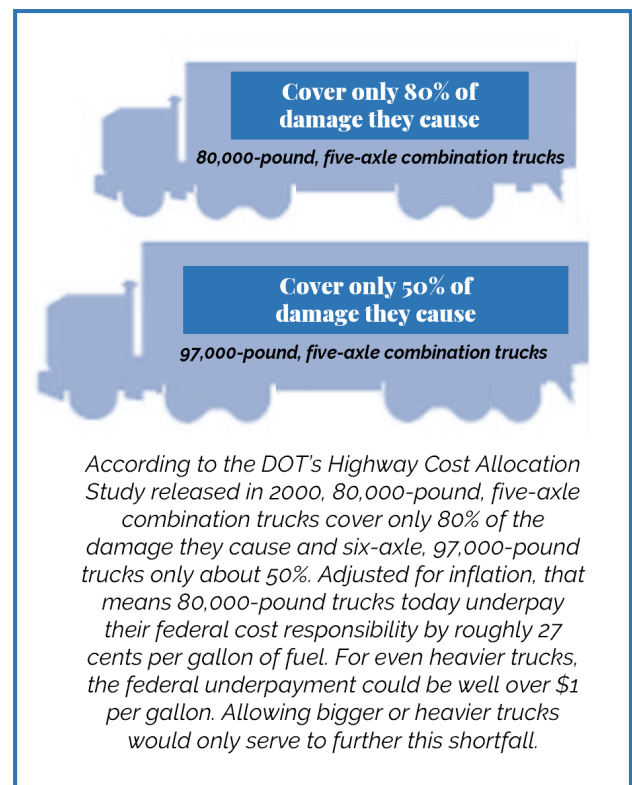 Cover only 80% of
damage they cause
80,000-pound, five-axle combination trucks
Cover only 50% of
damage they cause
97,000-pound, five-axle combination trucks
According to the DOT’s Highway Cost Allocation
Study released in 2000, 80,000-pound, five-axle
combination trucks cover only 80% of the
damage they cause and six-axle, 97,000-pound
trucks only about 50%. Adjusted for inflation, that
means 80,000-pound trucks today underpay
their federal cost responsibility by roughly 27
cents per gallon of fuel. For even heavier trucks,
the federal underpayment could be well over $1
per gallon. Allowing bigger or heavier trucks
would only serve to further this shortfall.